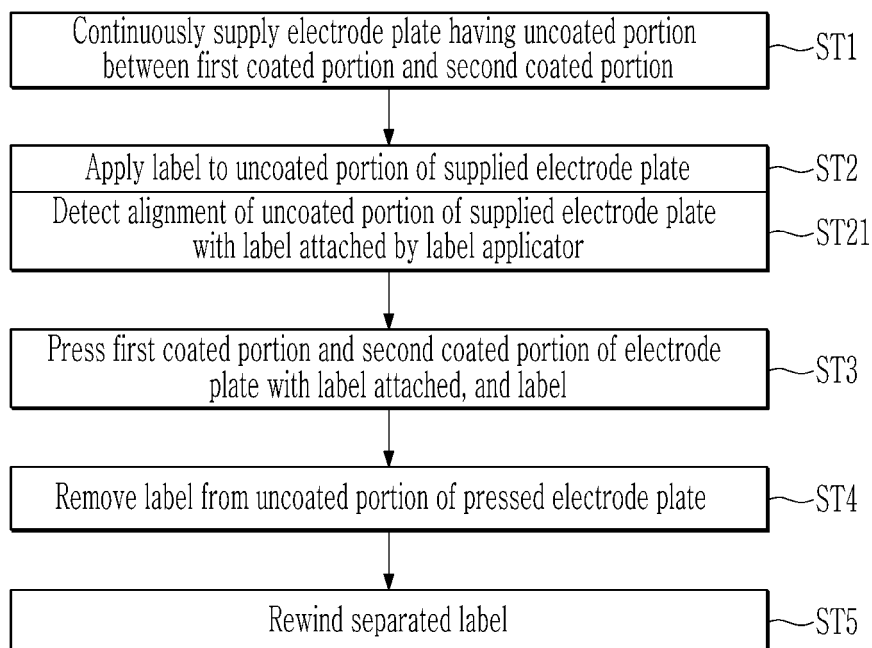 Continuously supply electrode plate having uncoated portion
between first coated portion and second coated portion
ST1
Apply label to uncoated portion of supplied electrode plate
ST2
Detect alignment of uncoated portion of supplied electrode plate
with label attached by label applicator
ST21
Press first coated portion and second coated portion of electrode
plate with label attached, and label
ST3
Remove label from uncoated portion of pressed electrode plate
ST4
Rewind separated label
ST5